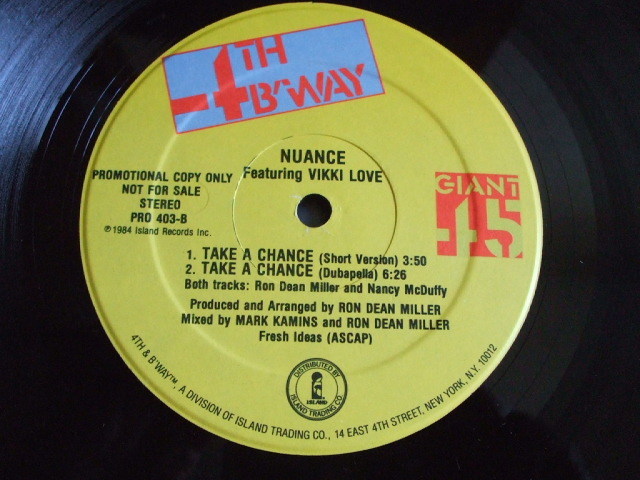 4TH
B'WAY
NUANCE
Featuring VIKKI LOVE
PROMOTIONAL COPY ONLY
NOT FOR SALE
STEREO
PRO 403-B
℗1984 Island Records Inc.
GIANT
45
1. TAKE A CHANCE (Short Version) 3:50
2. TAKE A CHANCE (Dubapella) 6:26
Both tracks: Ron Dean Miller and Nancy McDuffy
Produced and Arranged by RON DEAN MILLER
Mixed by MARK KAMINS and RON DEAN MILLER
Fresh Ideas (ASCAP)
DISTRIBUTED BY
ISLAND
ISLAND TRADING CO.
4TH & B'WAY™, A DIVISION OF ISLAND TRADING CO., 14 EAST 4TH STREET, NEW YORK, N.Y. 10012